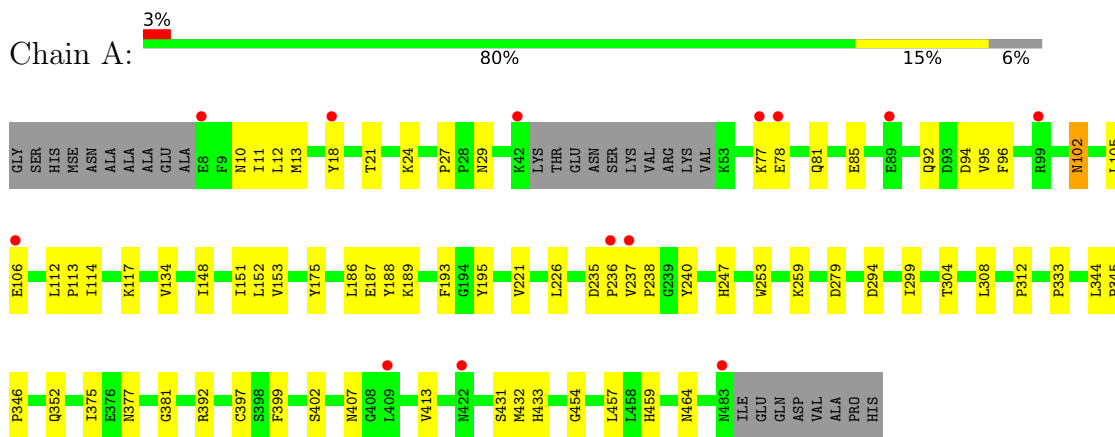 3%
Chain A:
80% 15% 6%
GLY SER HIS MSE ASN ALA ALA ALA GLU ALA E8 F9 N10 I11 L12 M13 Y18 T21 K24 P27 P28 N29 K42 LYS THR GLU ASN SER LYS VAL ARG LYS VAL K53 K77 E78 Q81 E85 E89 Q92 D93 D94 V95 F96 R99 N102 L105
E106 L112 P113 I114 K117 V134 I148 I151 L152 V153 Y175 L186 E187 Y188 K189 F193 G194 Y195 V221 L226 D235 P236 V237 P238 G239 Y240 H247 W253 K259 D279 D294 I299 T304 L308 P312 P333 L344 P345
P346 Q352 I375 E376 N377 G381 R392 C397 S398 F399 S402 N407 G408 L409 V413 N422 S431 M432 H433 G454 L457 L458 H459 N464 N483 ILE GLU GLN ASP VAL ALA PRO HIS